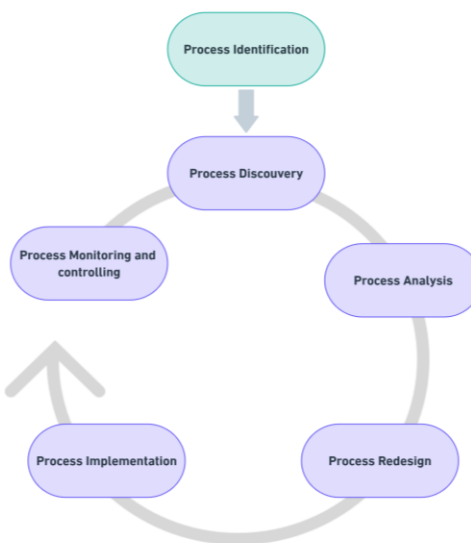 Process Identification
Process Discouvery
Process Monitoring and
controlling
Process Analysis
Process Implementation
Process Redesign